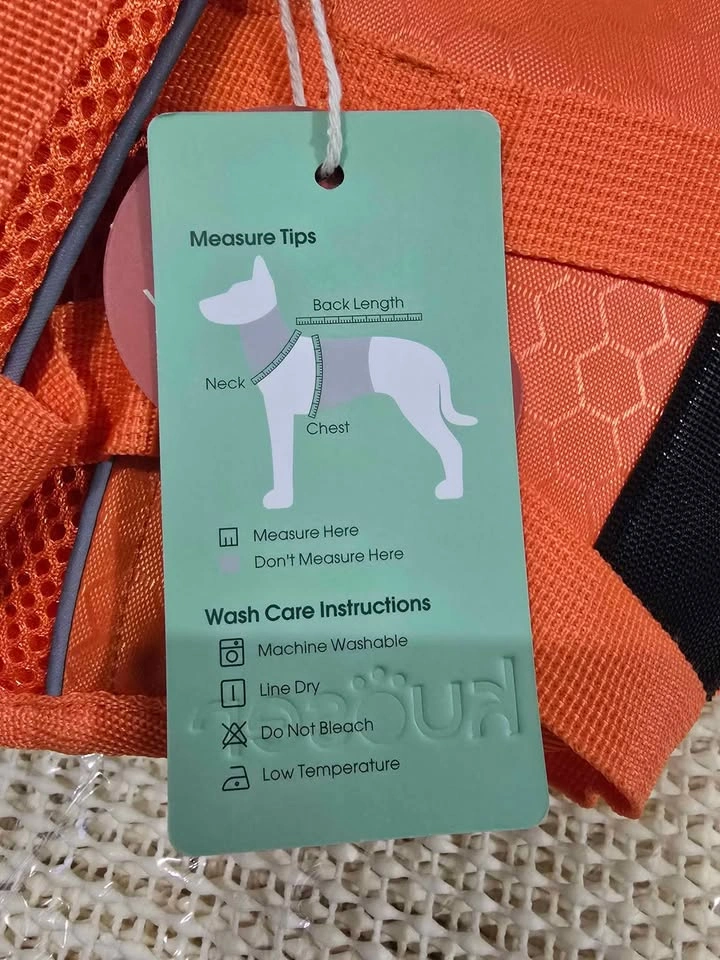 Measure Tips
Back Length
Neck
Chest
Measure Here
Don't Measure Here
Wash Care Instructions
Machine Washable
Line Dry
Do Not Bleach
Low Temperature